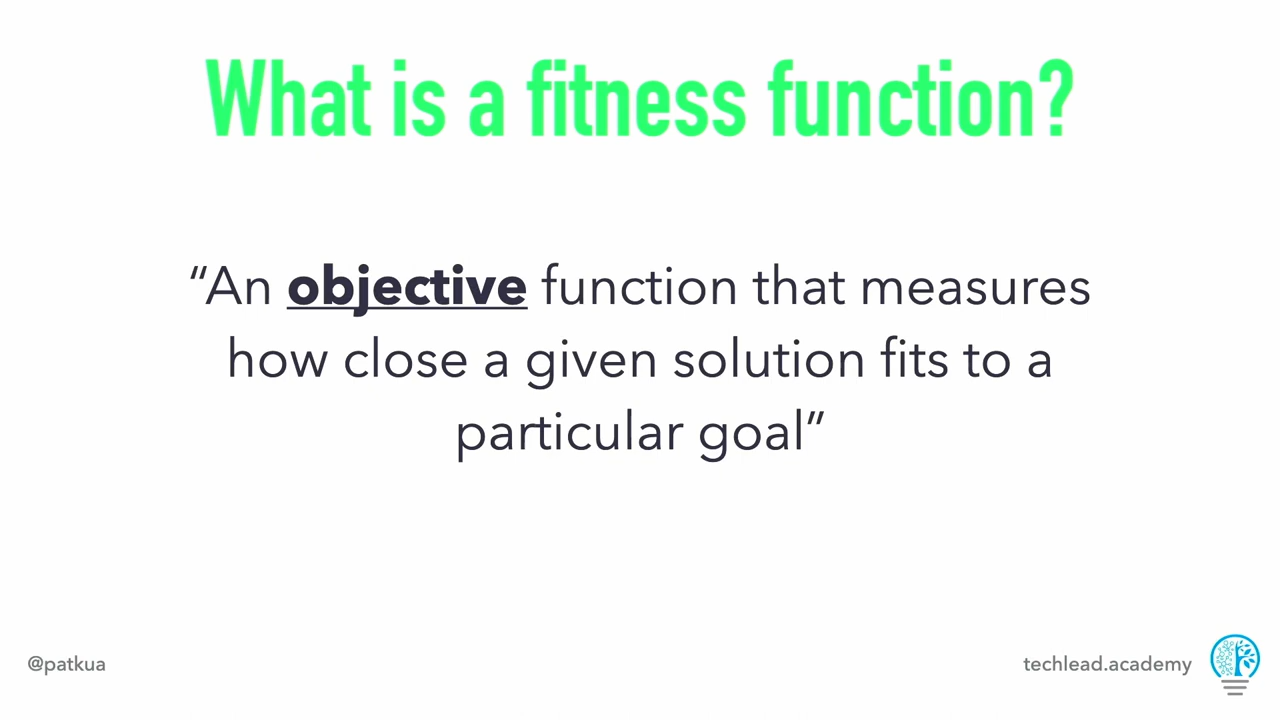 What is a fitness function?
“An objective function that measures
how close a given solution fits to a
particular goal”
@patkua
techlead.academy